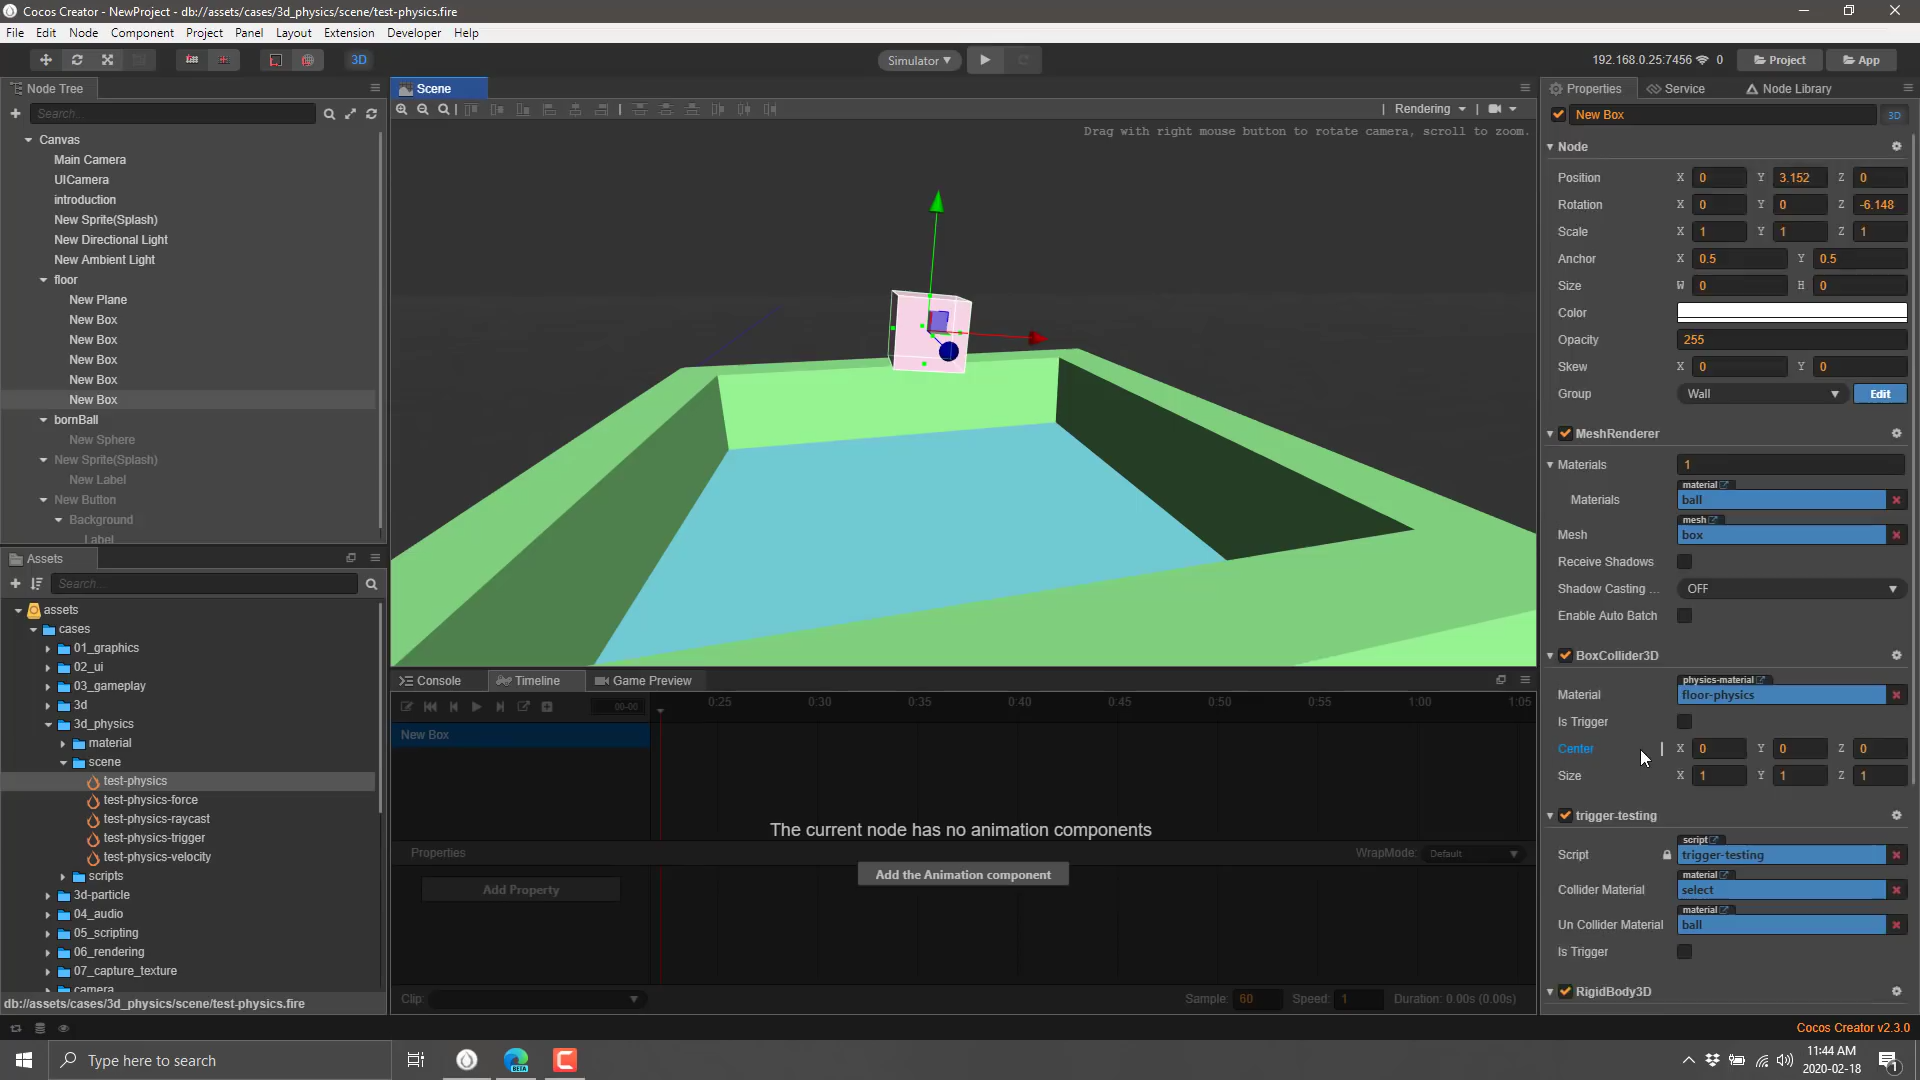 Cocos Creator - NewProject - db://assets/cases/3d_physics/scene/test-physics.fire
File Edit Node Component Project Panel Layout Extension Developer Help
3D
Simulator
192.168.0.25:7456 0
Project
App
Node Tree
Search...
Canvas
Main Camera
UICamera
introduction
New Sprite(Splash)
New Directional Light
New Ambient Light
floor
New Plane
New Box
New Box
New Box
New Box
New Box
bornBall
New Sphere
New Sprite(Splash)
New Label
New Button
Background
Label
Assets
Search...
assets
cases
01_graphics
02_ui
03_gameplay
3d
3d_physics
material
scene
test-physics
test-physics-force
test-physics-raycast
test-physics-trigger
test-physics-velocity
scripts
3d-particle
04_audio
05_scripting
06_rendering
07_capture_texture
camera
db://assets/cases/3d_physics/scene/test-physics.fire
Scene
Rendering
Drag with right mouse button to rotate camera, scroll to zoom.
Console
Timeline
Game Preview
00-00
0:25 0:30 0:35 0:40 0:45 0:50 0:55 1:00 1:05
New Box
The current node has no animation components
Properties
WrapMode: Default
Add the Animation component
Add Property
Clip:
Sample: 60 Speed: 1 Duration: 0.00s (0.00s)
Properties
Service
Node Library
New Box
3D
Node
Position X 0 Y 3.152 Z 0
Rotation X 0 Y 0 Z -6.148
Scale X 1 Y 1 Z 1
Anchor X 0.5 Y 0.5
Size W 0 H 0
Color
Opacity 255
Skew X 0 Y 0
Group Wall Edit
MeshRenderer
Materials 1
material
Materials ball
mesh
Mesh box
Receive Shadows
Shadow Casting ... OFF
Enable Auto Batch
BoxCollider3D
physics-material
Material floor-physics
Is Trigger
Center X 0 Y 0 Z 0
Size X 1 Y 1 Z 1
trigger-testing
script
Script trigger-testing
material
Collider Material select
material
Un Collider Material ball
Is Trigger
RigidBody3D
Cocos Creator v2.3.0
Type here to search
BETA
11:44 AM
2020-02-18
1